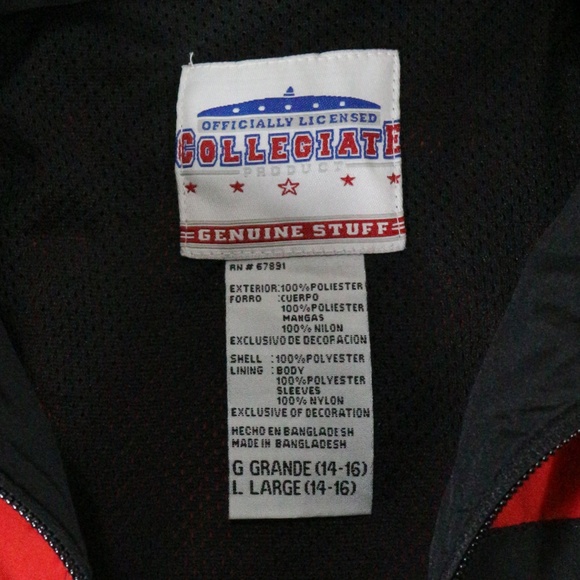 OFFICIALLY LICENSED
COLLEGIATE
PRODUCT
GENUINE STUFF
RN # 67891
EXTERIOR:100%POLIESTER
FORRO :CUERPO
100%POLIESTER
MANGAS
100% NILON
EXCLUSIVO DE DECOFACION
SHELL :100%POLYESTER
LINING :BODY
100%POLYESTER
SLEEVES
100% NYLON
EXCLUSIVE OF DECORATION
HECHO EN BANGLADESH
MADE IN BANGLADESH
G GRANDE (14-16)
L LARGE (14-16)